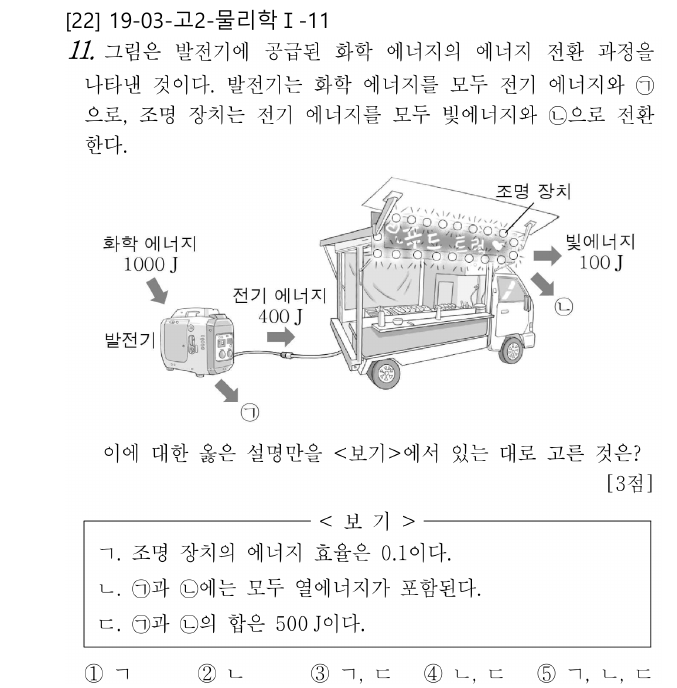 [22] 19-03-고2-물리학Ⅰ-11
11. 그림은 발전기에 공급된 화학 에너지의 에너지 전환 과정을
나타낸 것이다. 발전기는 화학 에너지를 모두 전기 에너지와 ㉠
으로, 조명 장치는 전기 에너지를 모두 빛에너지와 ㉡으로 전환
한다.
조명 장치
푸드 트럭
화학 에너지
1000 J
빛에너지
100 J
전기 에너지
400 J
㉡
발전기
㉠
이에 대한 옳은 설명만을 <보기>에서 있는 대로 고른 것은?
[3점]
< 보 기 >
ㄱ. 조명 장치의 에너지 효율은 0.1이다.
ㄴ. ㉠과 ㉡에는 모두 열에너지가 포함된다.
ㄷ. ㉠과 ㉡의 합은 500 J이다.
① ㄱ ② ㄴ ③ ㄱ, ㄷ ④ ㄴ, ㄷ ⑤ ㄱ, ㄴ, ㄷ